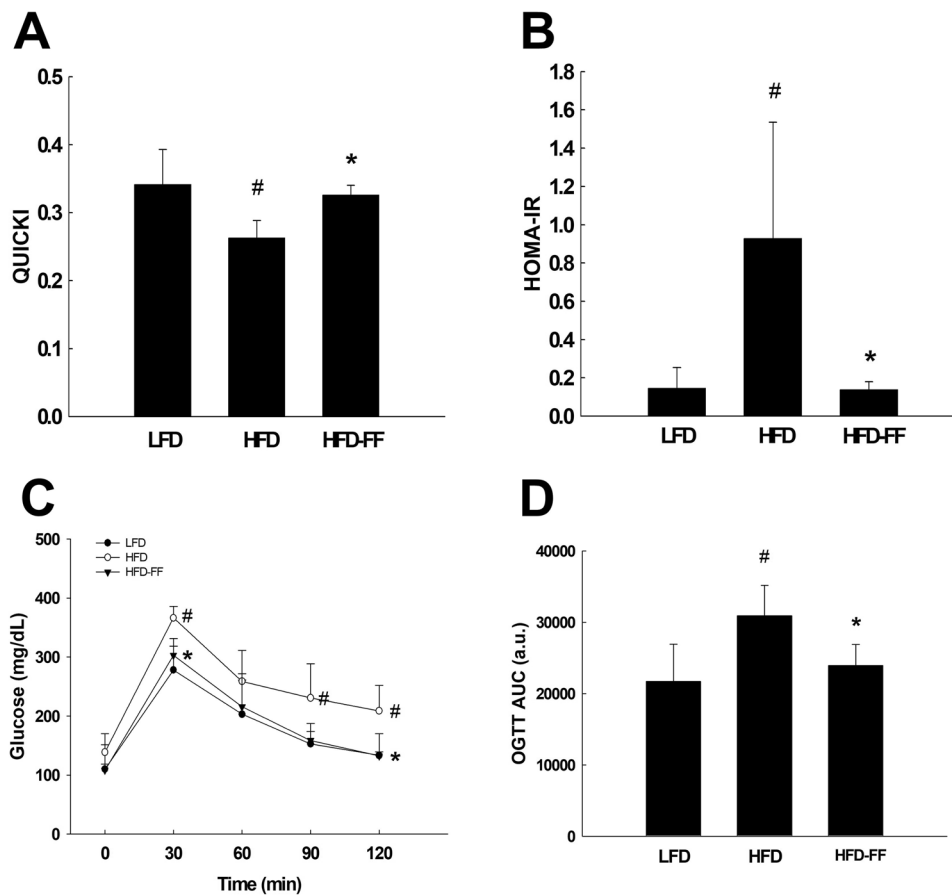 A
QUICKI
0.5
0.4
0.3
0.2
0.1
0.0
#
*
LFD HFD HFD-FF
B
HOMA-IR
1.8
1.6
1.4
1.2
1.0
0.8
0.6
0.4
0.2
0.0
#
*
LFD HFD HFD-FF
C
Glucose (mg/dL)
500
400
300
200
100
0
LFD
HFD
HFD-FF
#
*
#
#
*
0 30 60 90 120
Time (min)
D
OGTT AUC (a.u.)
40000
30000
20000
10000
0
#
*
LFD HFD HFD-FF